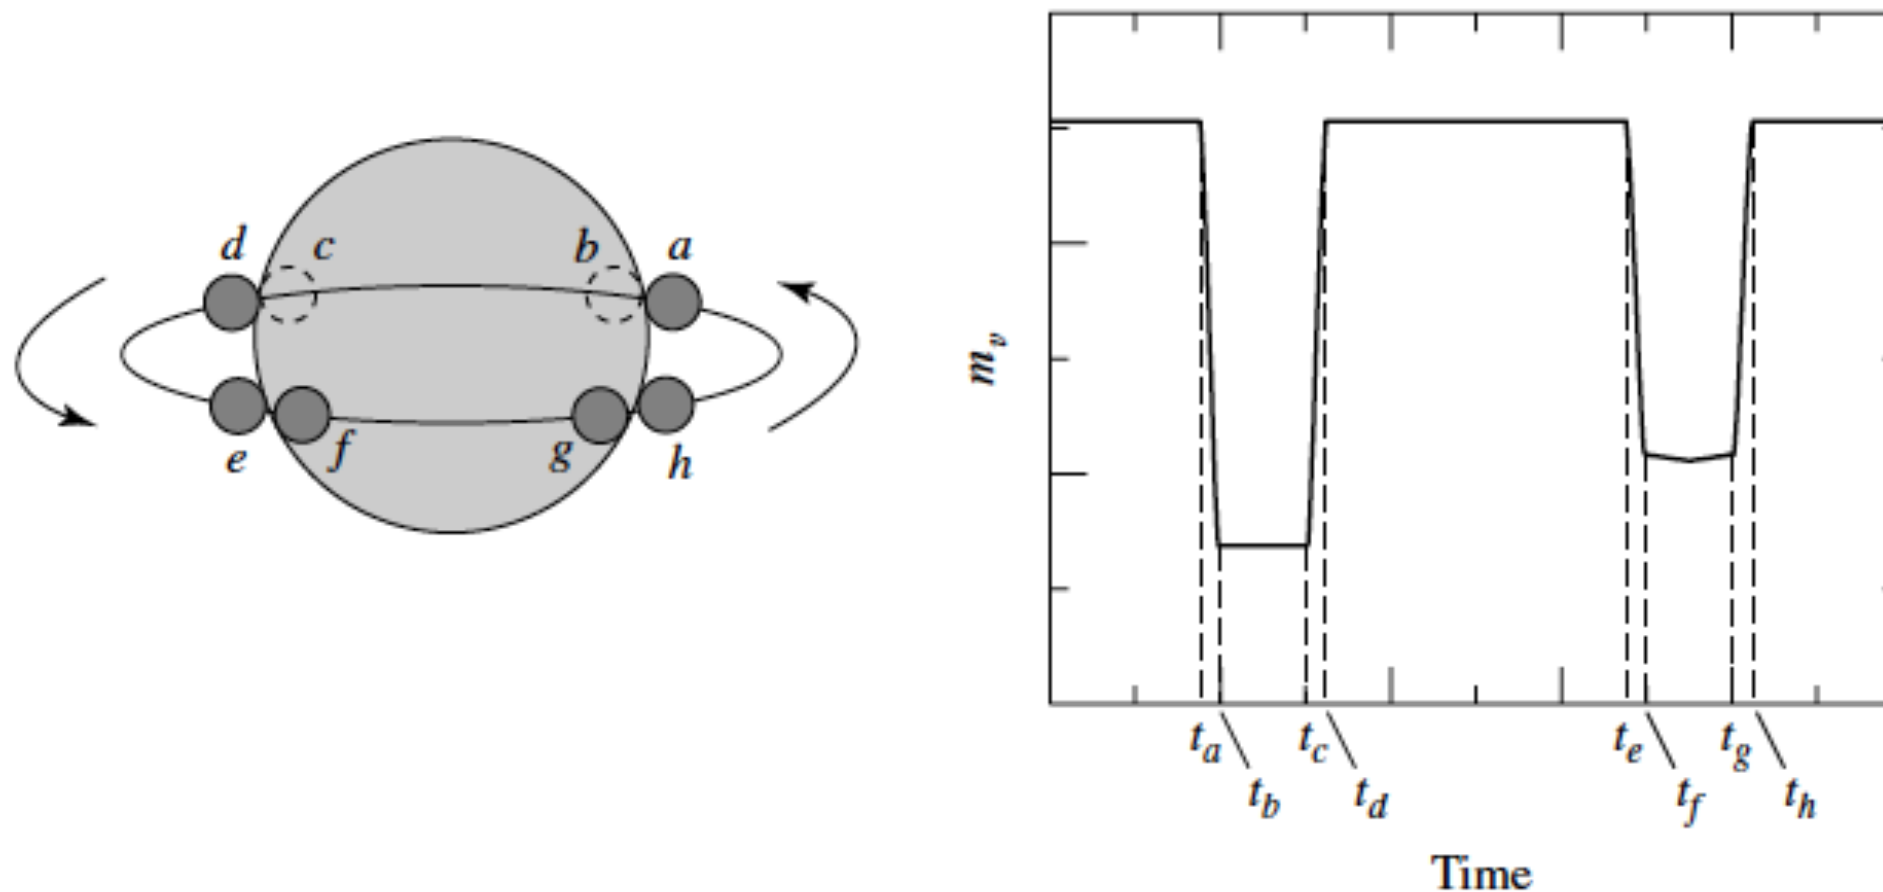 d c b a
e f g h
m_v
t_a t_c t_e t_g
t_b t_d t_f t_h
Time